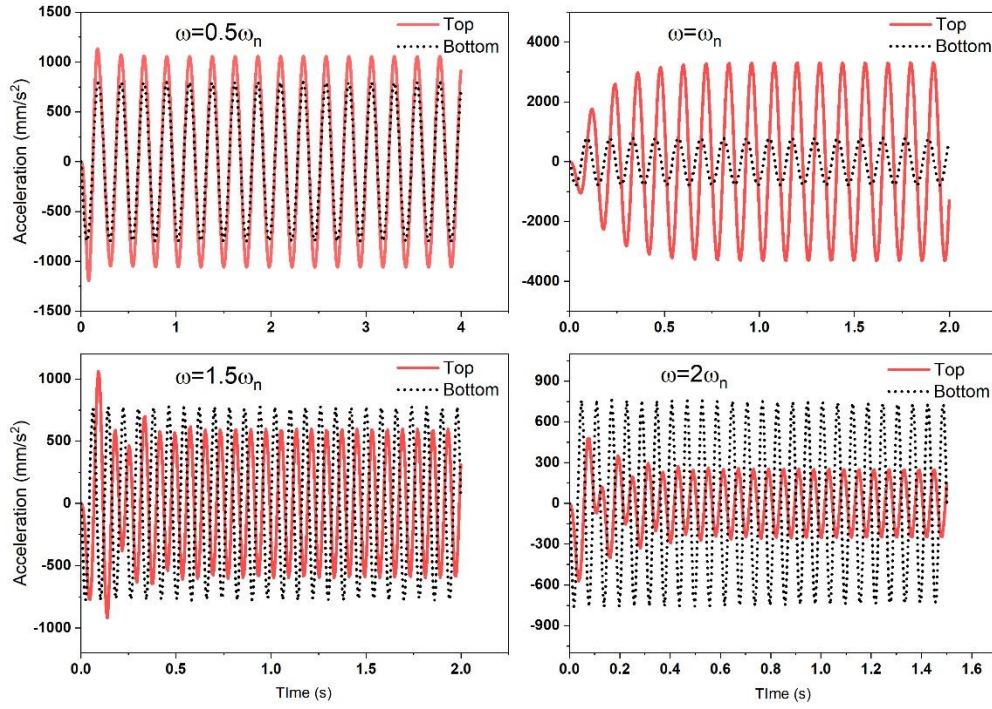 Acceleration (mm/s²)
1500
1000
500
0
-500
-1000
-1500
ω=0.5ωn
Top
Bottom
0 1 2 3 4
4000
2000
0
-2000
-4000
ω=ωn
Top
Bottom
0.0 0.5 1.0 1.5 2.0
Acceleration (mm/s²)
1000
500
0
-500
-1000
ω=1.5ωn
Top
Bottom
0.0 0.5 1.0 1.5 2.0
TIme (s)
900
600
300
0
-300
-600
-900
ω=2ωn
Top
Bottom
0.0 0.2 0.4 0.6 0.8 1.0 1.2 1.4 1.6
TIme (s)